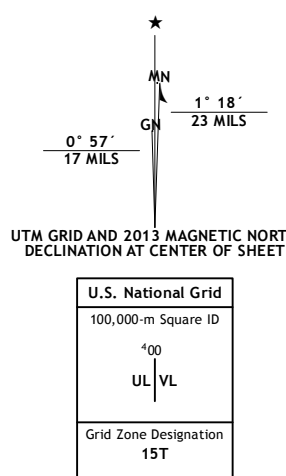 ★
MN
1° 18´
23 MILS
GN
0° 57´
17 MILS
UTM GRID AND 2013 MAGNETIC NORT
DECLINATION AT CENTER OF SHEET
U.S. National Grid
100,000-m Square ID
⁴00
UL VL
Grid Zone Designation
15T